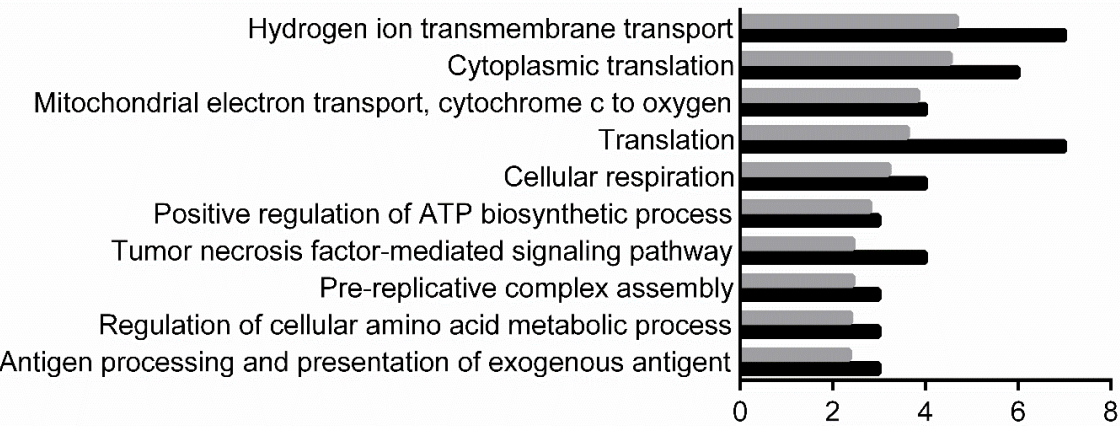 Hydrogen ion transmembrane transport
Cytoplasmic translation
Mitochondrial electron transport, cytochrome c to oxygen
Translation
Cellular respiration
Positive regulation of ATP biosynthetic process
Tumor necrosis factor-mediated signaling pathway
Pre-replicative complex assembly
Regulation of cellular amino acid metabolic process
Antigen processing and presentation of exogenous antigent
0 2 4 6 8